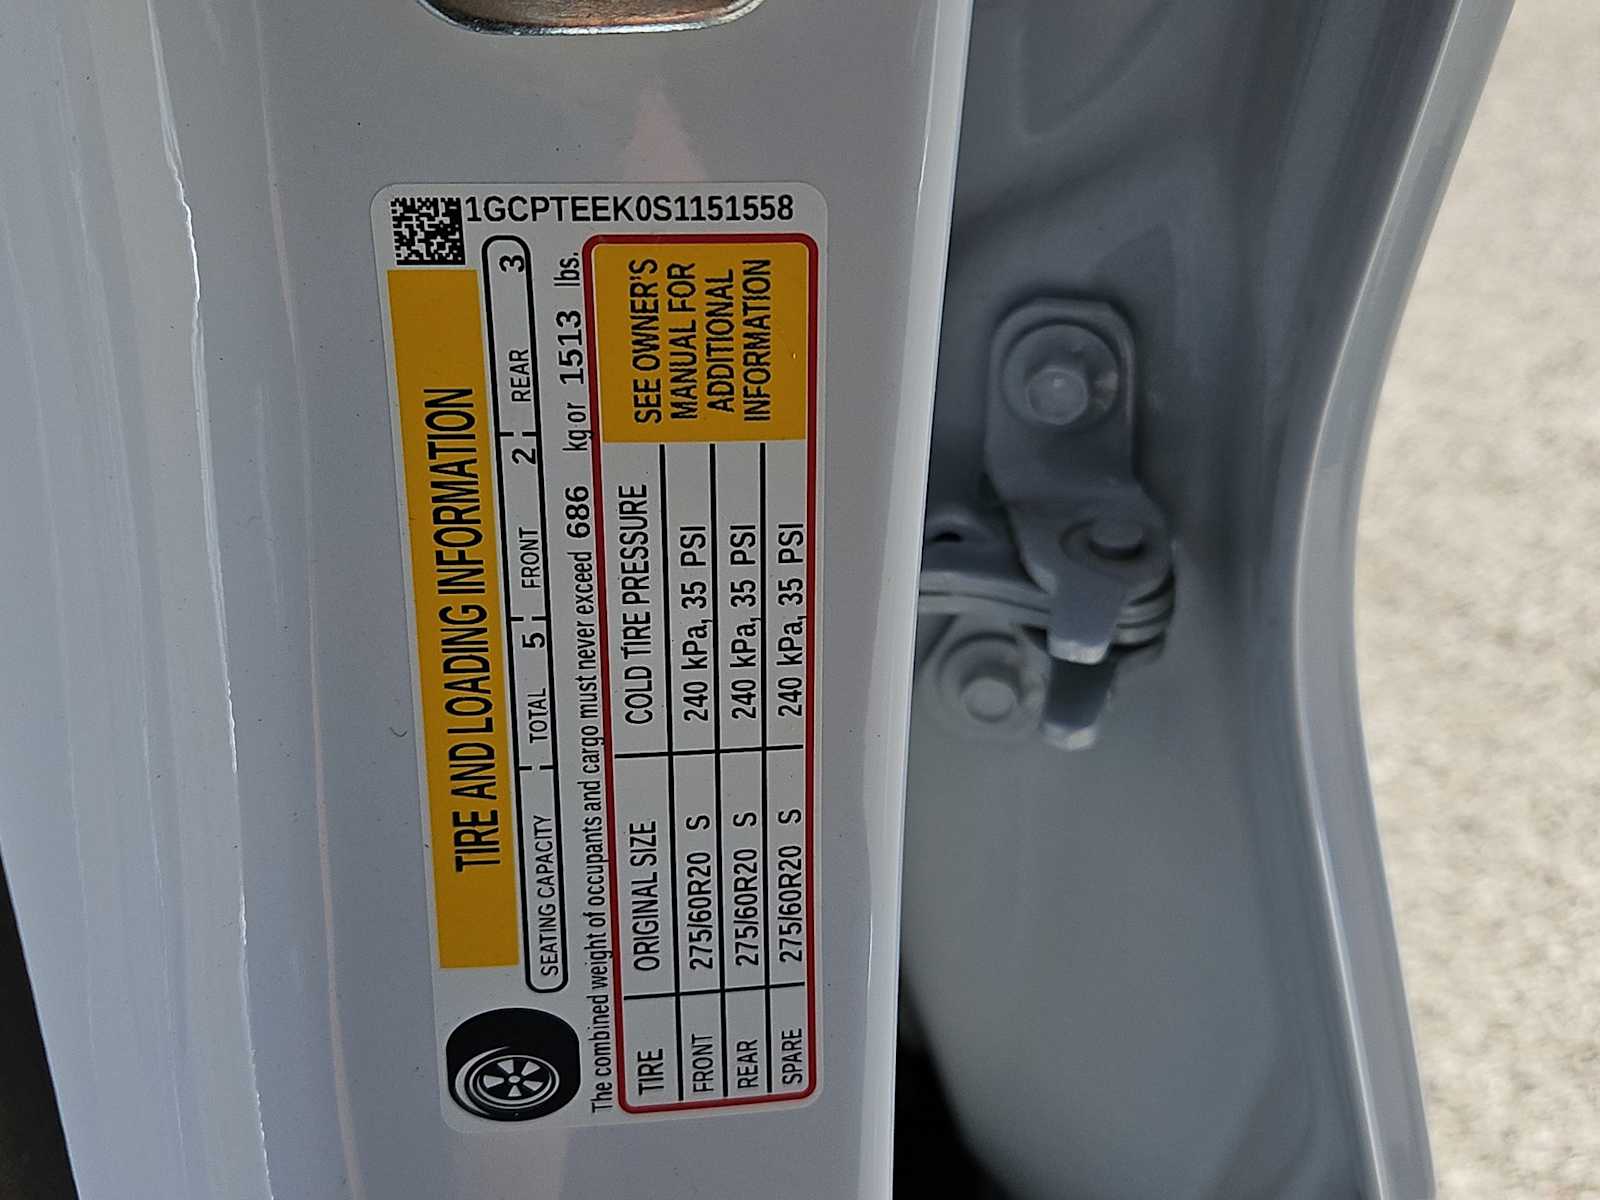 1GCPTEEK0S1151558
TIRE AND LOADING INFORMATION
SEATING CAPACITY TOTAL 5 FRONT 2 REAR 3
The combined weight of occupants and cargo must never exceed 686 kg or 1513 lbs.
TIRE ORIGINAL SIZE COLD TIRE PRESSURE
FRONT 275/60R20 S 240 kPa, 35 PSI
REAR 275/60R20 S 240 kPa, 35 PSI
SPARE 275/60R20 S 240 kPa, 35 PSI
SEE OWNER'S
MANUAL FOR
ADDITIONAL
INFORMATION